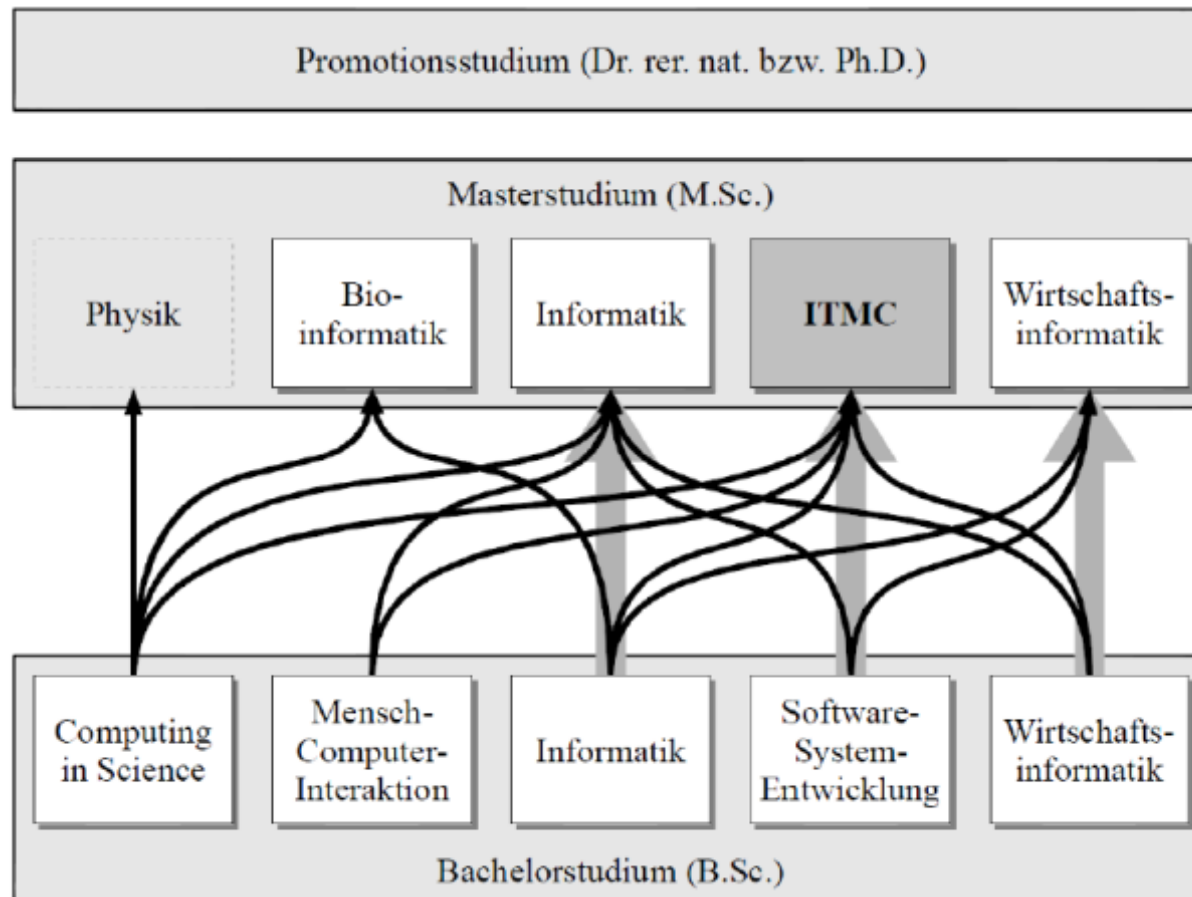 Promotionsstudium (Dr. rer. nat. bzw. Ph.D.)
Masterstudium (M.Sc.)
Physik
Bio-
informatik
Informatik
ITMC
Wirtschafts-
informatik
Computing
in Science
Mensch-
Computer-
Interaktion
Informatik
Software-
System-
Entwicklung
Wirtschafts-
informatik
Bachelorstudium (B.Sc.)